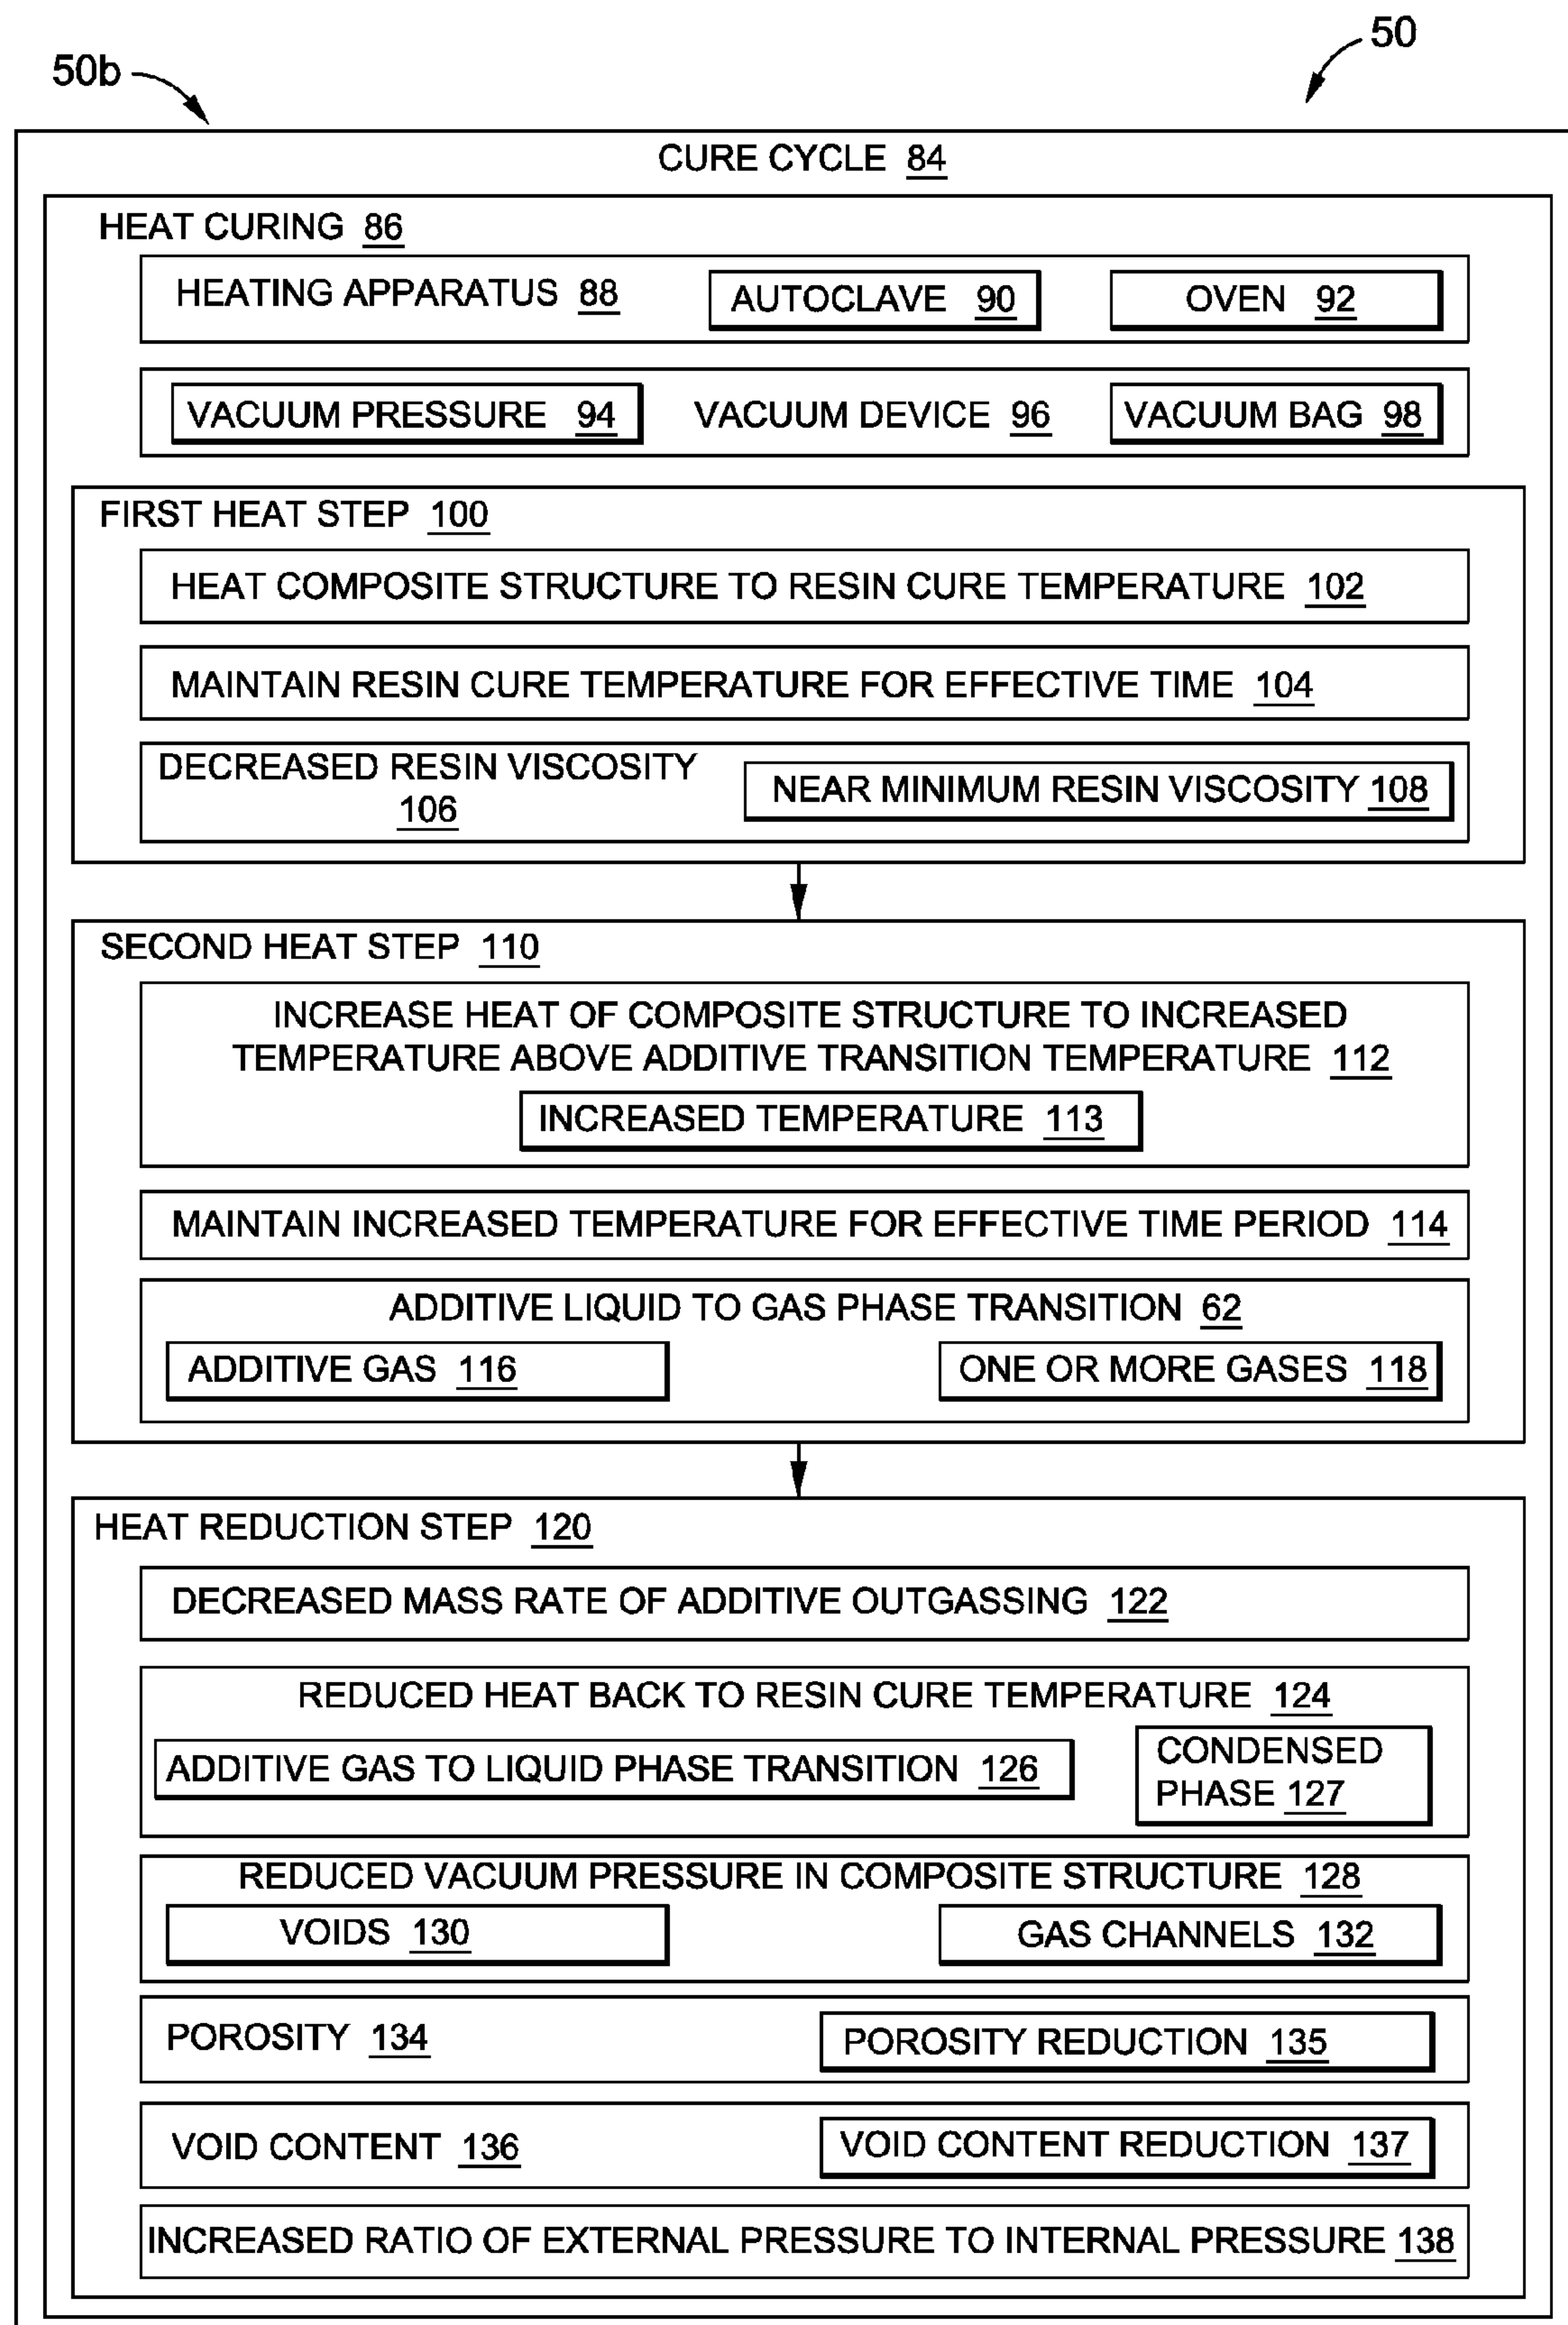 50
50b
CURE CYCLE 84
HEAT CURING 86
HEATING APPARATUS 88 AUTOCLAVE 90 OVEN 92
VACUUM PRESSURE 94 VACUUM DEVICE 96 VACUUM BAG 98
FIRST HEAT STEP 100
HEAT COMPOSITE STRUCTURE TO RESIN CURE TEMPERATURE 102
MAINTAIN RESIN CURE TEMPERATURE FOR EFFECTIVE TIME 104
DECREASED RESIN VISCOSITY
106
NEAR MINIMUM RESIN VISCOSITY 108
SECOND HEAT STEP 110
INCREASE HEAT OF COMPOSITE STRUCTURE TO INCREASED
TEMPERATURE ABOVE ADDITIVE TRANSITION TEMPERATURE 112
INCREASED TEMPERATURE 113
MAINTAIN INCREASED TEMPERATURE FOR EFFECTIVE TIME PERIOD 114
ADDITIVE LIQUID TO GAS PHASE TRANSITION 62
ADDITIVE GAS 116 ONE OR MORE GASES 118
HEAT REDUCTION STEP 120
DECREASED MASS RATE OF ADDITIVE OUTGASSING 122
REDUCED HEAT BACK TO RESIN CURE TEMPERATURE 124
ADDITIVE GAS TO LIQUID PHASE TRANSITION 126
CONDENSED
PHASE 127
REDUCED VACUUM PRESSURE IN COMPOSITE STRUCTURE 128
VOIDS 130 GAS CHANNELS 132
POROSITY 134 POROSITY REDUCTION 135
VOID CONTENT 136 VOID CONTENT REDUCTION 137
INCREASED RATIO OF EXTERNAL PRESSURE TO INTERNAL PRESSURE 138